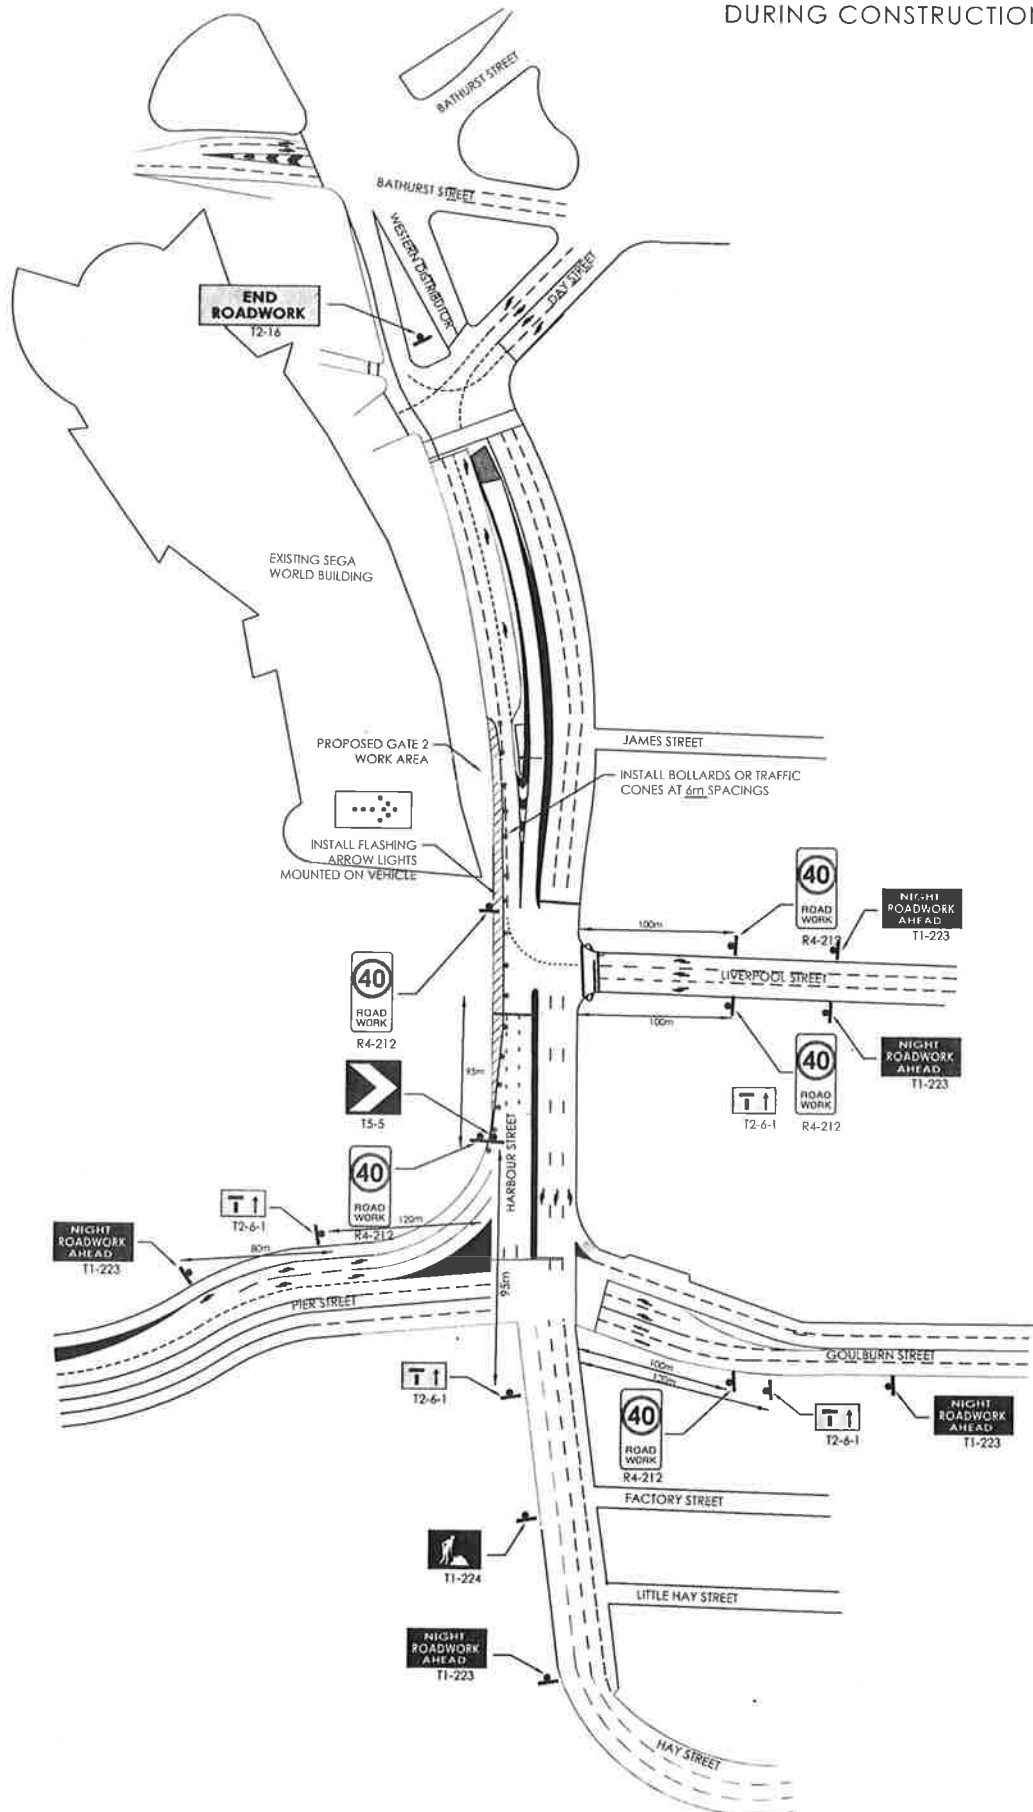 DURING CONSTRUCTION
BATHURST STREET
BATHURST STREET
WESTERN DISTRIBUTOR
DAY STREET
END
ROADWORK
T2-16
EXISTING SEGA
WORLD BUILDING
PROPOSED GATE 2
WORK AREA
JAMES STREET
INSTALL BOLLARDS OR TRAFFIC
CONES AT 6m SPACINGS
INSTALL FLASHING
ARROW LIGHTS
MOUNTED ON VEHICLE
40
ROAD
WORK
R4-212
NIGHT
ROADWORK
AHEAD
T1-223
100m
LIVERPOOL STREET
100m
40
ROAD
WORK
R4-212
95m
NIGHT
ROADWORK
AHEAD
T1-223
40
ROAD
WORK
R4-212
T2-6-1
T5-5
HARBOUR STREET
40
ROAD
WORK
R4-212
120m
T2-6-1
NIGHT
ROADWORK
AHEAD
T1-223
80m
PIER STREET
95m
GOULBURN STREET
100m
120m
T2-6-1
40
ROAD
WORK
R4-212
T2-6-1
NIGHT
ROADWORK
AHEAD
T1-223
FACTORY STREET
T1-224
LITTLE HAY STREET
NIGHT
ROADWORK
AHEAD
T1-223
HAY STREET